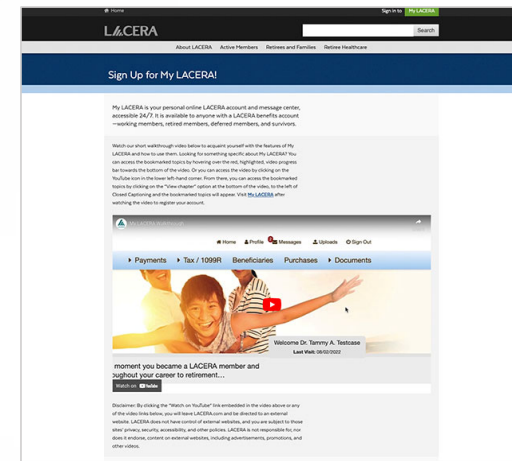 Home Sign in to My LACERA
LACERA Search
About LACERA Active Members Retirees and Families Retiree Healthcare
Sign Up for My LACERA!
My LACERA is your personal online LACERA account and message center,
accessible 24/7. It is available to anyone with a LACERA benefits account
—working members, retired members, deferred members, and survivors.
Watch our short walkthrough video below to acquaint yourself with the features of My
LACERA and how to use them. Looking for something specific about My LACERA? You
can access the bookmarked topics by hovering over the red, highlighted, video progress
bar towards the bottom of the video. Or you can access the video by clicking on the
YouTube icon in the lower left-hand corner. From there, you can access the bookmarked
topics by clicking on the "View chapter" option at the bottom of the video, to the left of
Closed Captioning and the bookmarked topics will appear. Visit My LACERA after
watching the video to register your account.
Home Profile Messages Uploads Sign Out
Payments Tax / 1099R Beneficiaries Purchases Documents
Welcome Dr. Tammy A. Testcase
Last Visit: 08/02/2022
moment you became a LACERA member and
oughout your career to retirement...
Watch on YouTube
Disclaimer: By clicking the "Watch on YouTube" link embedded in the video above or any
of the video links below, you will leave LACERA.com and be directed to an external
website. LACERA does not have control of external websites, and you are subject to those
sites' privacy, security, accessibility, and other policies. LACERA is not responsible for, nor
does it endorse, content on external websites, including advertisements, promotions, and
other videos.